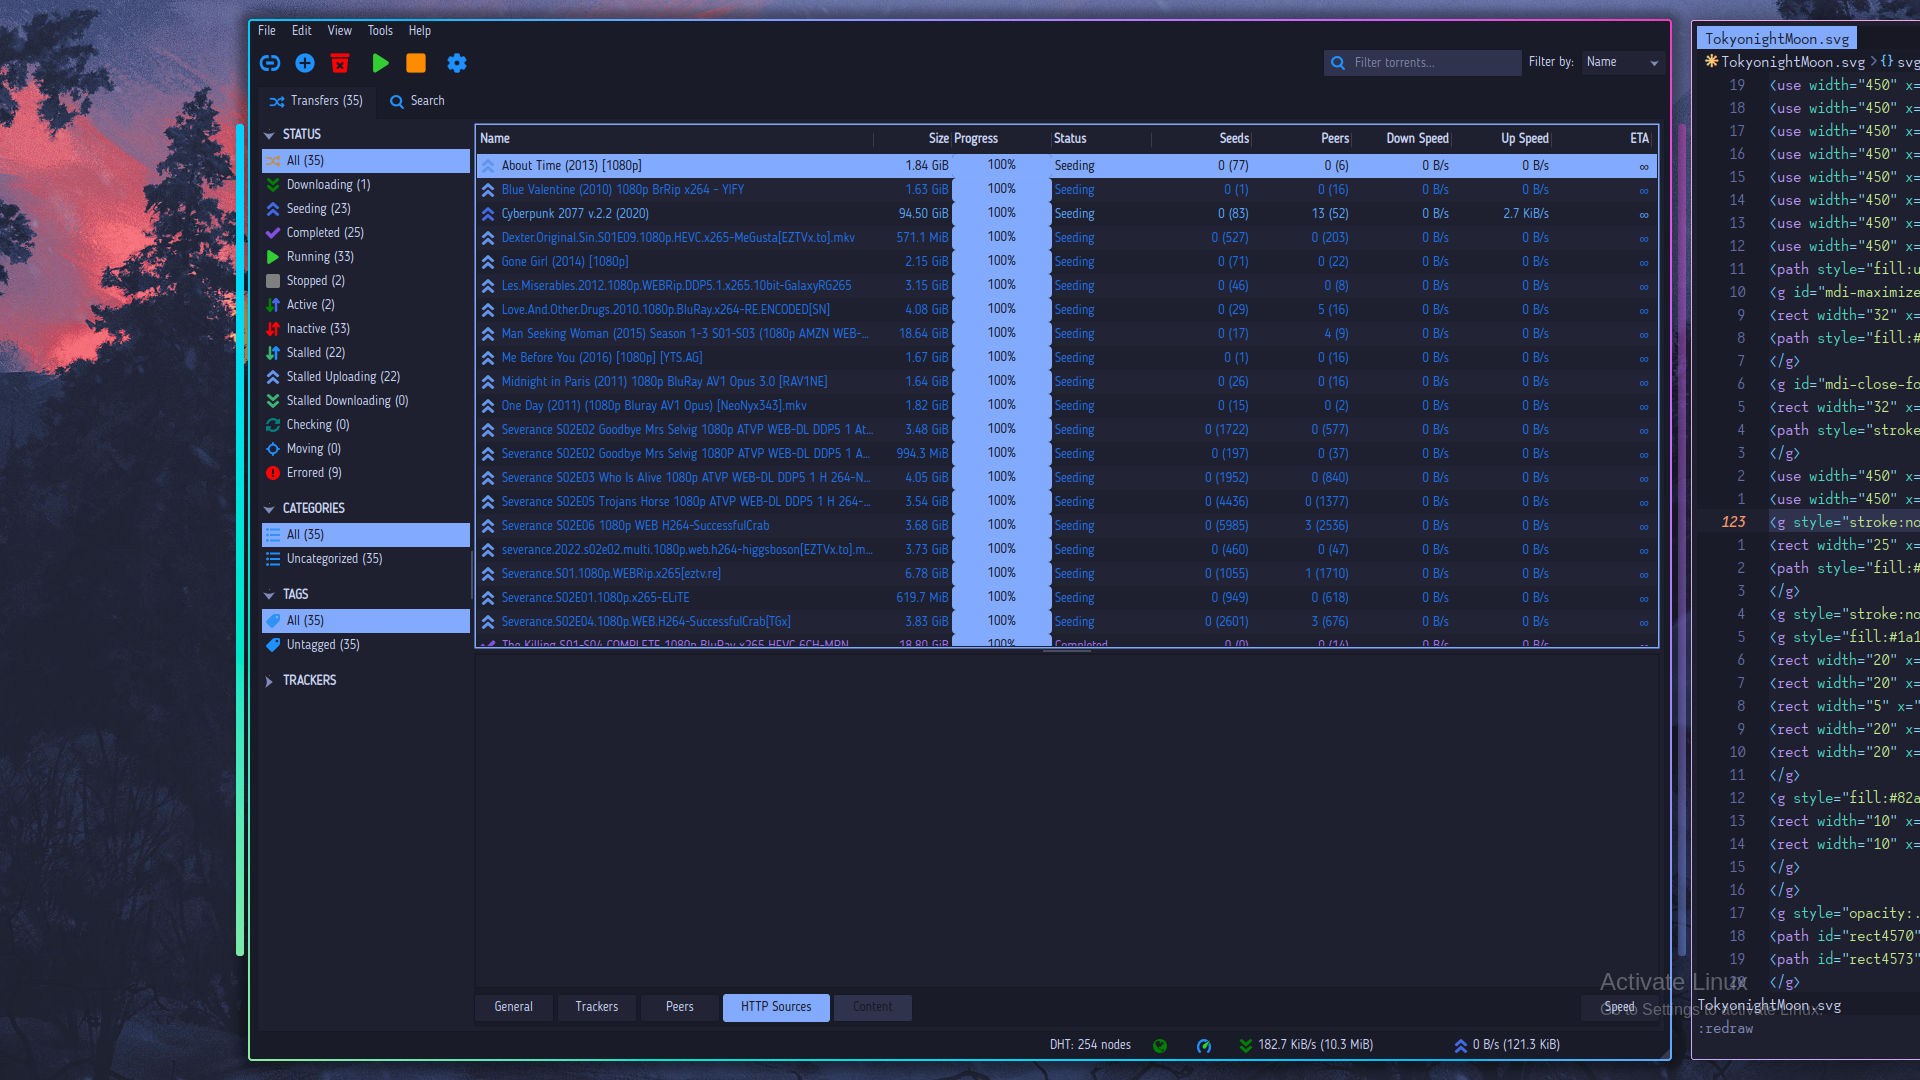 File Edit View Tools Help
Filter torrents... Filter by: Name
Transfers (35) Search
STATUS
All (35)
Downloading (1)
Seeding (23)
Completed (25)
Running (33)
Stopped (2)
Active (2)
Inactive (33)
Stalled (22)
Stalled Uploading (22)
Stalled Downloading (0)
Checking (0)
Moving (0)
Errored (9)
CATEGORIES
All (35)
Uncategorized (35)
TAGS
All (35)
Untagged (35)
TRACKERS
Name Size Progress Status Seeds Peers Down Speed Up Speed ETA
About Time (2013) [1080p] 1.84 GiB 100% Seeding 0 (77) 0 (6) 0 B/s 0 B/s ∞
Blue Valentine (2010) 1080p BrRip x264 - YIFY 1.63 GiB 100% Seeding 0 (1) 0 (16) 0 B/s 0 B/s ∞
Cyberpunk 2077 v.2.2 (2020) 94.50 GiB 100% Seeding 0 (83) 13 (52) 0 B/s 2.7 KiB/s ∞
Dexter.Original.Sin.S01E09.1080p.HEVC.x265-MeGusta[EZTVx.to].mkv 571.1 MiB 100% Seeding 0 (527) 0 (203) 0 B/s 0 B/s ∞
Gone Girl (2014) [1080p] 2.15 GiB 100% Seeding 0 (71) 0 (22) 0 B/s 0 B/s ∞
Les.Miserables.2012.1080p.WEBRip.DDP5.1.x265.10bit-GalaxyRG265 3.15 GiB 100% Seeding 0 (46) 0 (8) 0 B/s 0 B/s ∞
Love.And.Other.Drugs.2010.1080p.BluRay.x264-RE.ENCODED[SN] 4.08 GiB 100% Seeding 0 (29) 5 (16) 0 B/s 0 B/s ∞
Man Seeking Woman (2015) Season 1-3 S01-S03 (1080p AMZN WEB-... 18.64 GiB 100% Seeding 0 (17) 4 (9) 0 B/s 0 B/s ∞
Me Before You (2016) [1080p] [YTS.AG] 1.67 GiB 100% Seeding 0 (1) 0 (16) 0 B/s 0 B/s ∞
Midnight in Paris (2011) 1080p BluRay AV1 Opus 3.0 [RAV1NE] 1.64 GiB 100% Seeding 0 (26) 0 (16) 0 B/s 0 B/s ∞
One Day (2011) (1080p Bluray AV1 Opus) [NeoNyx343].mkv 1.82 GiB 100% Seeding 0 (15) 0 (2) 0 B/s 0 B/s ∞
Severance S02E02 Goodbye Mrs Selvig 1080p ATVP WEB-DL DDP5 1 At... 3.48 GiB 100% Seeding 0 (1722) 0 (577) 0 B/s 0 B/s ∞
Severance S02E02 Goodbye Mrs Selvig 1080P ATVP WEB-DL DDP5 1 A... 994.3 MiB 100% Seeding 0 (197) 0 (37) 0 B/s 0 B/s ∞
Severance S02E03 Who Is Alive 1080p ATVP WEB-DL DDP5 1 H 264-N... 4.05 GiB 100% Seeding 0 (1952) 0 (840) 0 B/s 0 B/s ∞
Severance S02E05 Trojans Horse 1080p ATVP WEB-DL DDP5 1 H 264-... 3.54 GiB 100% Seeding 0 (4436) 0 (1377) 0 B/s 0 B/s ∞
Severance S02E06 1080p WEB H264-SuccessfulCrab 3.68 GiB 100% Seeding 0 (5985) 3 (2536) 0 B/s 0 B/s ∞
severance.2022.s02e02.multi.1080p.web.h264-higgsboson[EZTVx.to].m... 3.73 GiB 100% Seeding 0 (460) 0 (47) 0 B/s 0 B/s ∞
Severance.S01.1080p.WEBRip.x265[eztv.re] 6.78 GiB 100% Seeding 0 (1055) 1 (1710) 0 B/s 0 B/s ∞
Severance.S02E01.1080p.x265-ELiTE 619.7 MiB 100% Seeding 0 (949) 0 (618) 0 B/s 0 B/s ∞
Severance.S02E04.1080p.WEB.H264-SuccessfulCrab[TGx] 3.83 GiB 100% Seeding 0 (2601) 3 (676) 0 B/s 0 B/s ∞
The Killing S01-S04 COMPLETE 1080p BluRay x265 HEVC 6CH-MRN 18.80 GiB 100% Completed 0 (0) 0 (14) 0 B/s 0 B/s ∞
General Trackers Peers HTTP Sources Content Speed
DHT: 254 nodes 182.7 KiB/s (10.3 MiB) 0 B/s (121.3 KiB)
TokyonightMoon.svg
TokyonightMoon.svg > {} svg
19 <use width="450" x=
18 <use width="450" x=
17 <use width="450" x=
16 <use width="450" x=
15 <use width="450" x=
14 <use width="450" x=
13 <use width="450" x=
12 <use width="450" x=
11 <path style="fill:u
10 <g id="mdi-maximize
9 <rect width="32" x=
8 <path style="fill:#
7 </g>
6 <g id="mdi-close-fo
5 <rect width="32" x=
4 <path style="stroke
3 </g>
2 <use width="450" x=
1 <use width="450" x=
123 <g style="stroke:no
1 <rect width="25" x=
2 <path style="fill:#
3 </g>
4 <g style="stroke:no
5 <g style="fill:#1a1
6 <rect width="20" x=
7 <rect width="20" x=
8 <rect width="5" x="
9 <rect width="20" x=
10 <rect width="20" x=
11 </g>
12 <g style="fill:#82a
13 <rect width="10" x=
14 <rect width="10" x=
15 </g>
16 </g>
17 <g style="opacity:.
18 <path id="rect4570"
19 <path id="rect4573"
20 </g>
TokyonightMoon.svg
:redraw
Activate Linux
Go to Settings to activate Linux.